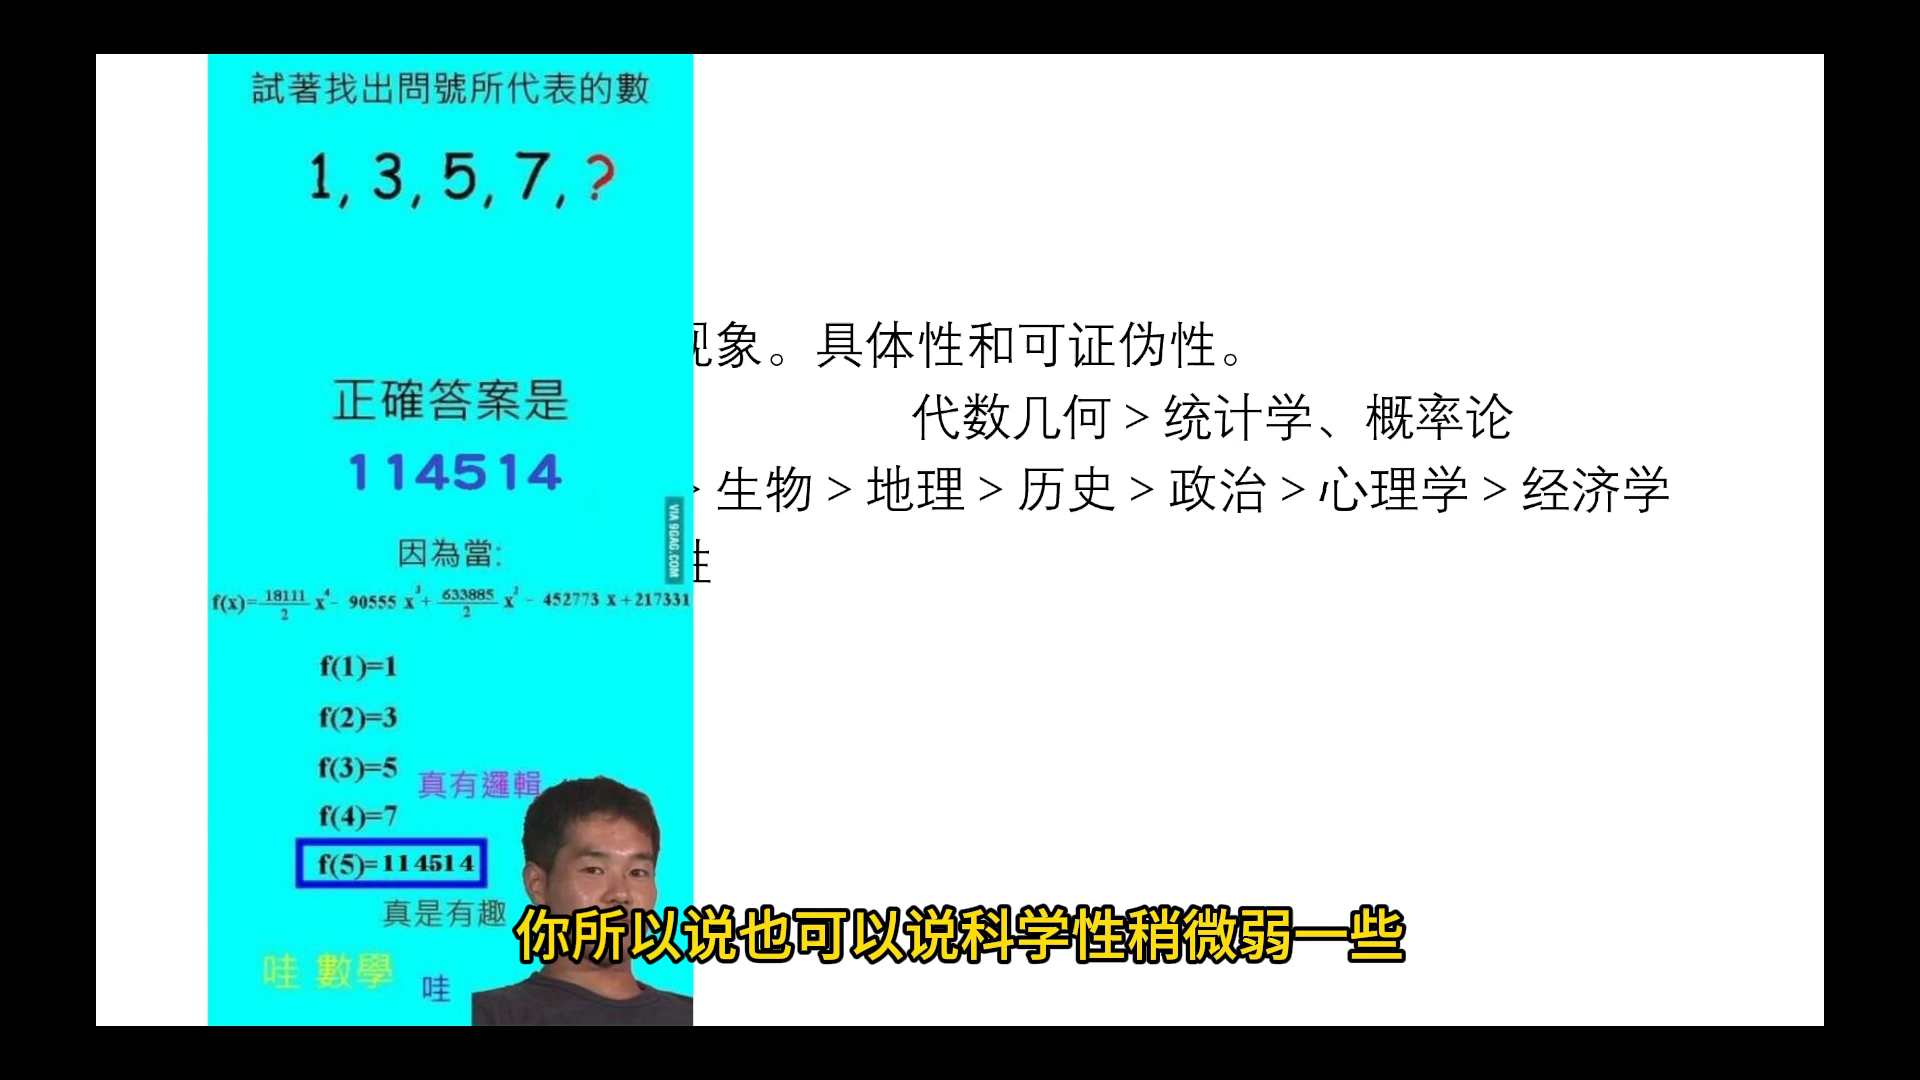 試著找出問號所代表的數
1, 3, 5, 7, ?
正確答案是
114514
因為當:
f(x)=18111/2 x⁴- 90555 x³+ 633885/2 x²- 452773 x+217331
VIA 9GAG.COM
f(1)=1
f(2)=3
f(3)=5
真有邏輯
f(4)=7
f(5)=114514
真是有趣
哇 數學
哇
象。具体性和可证伪性。
代数几何 > 统计学、概率论
> 生物 > 地理 > 历史 > 政治 > 心理学 > 经济学
你所以说也可以说科学性稍微弱一些